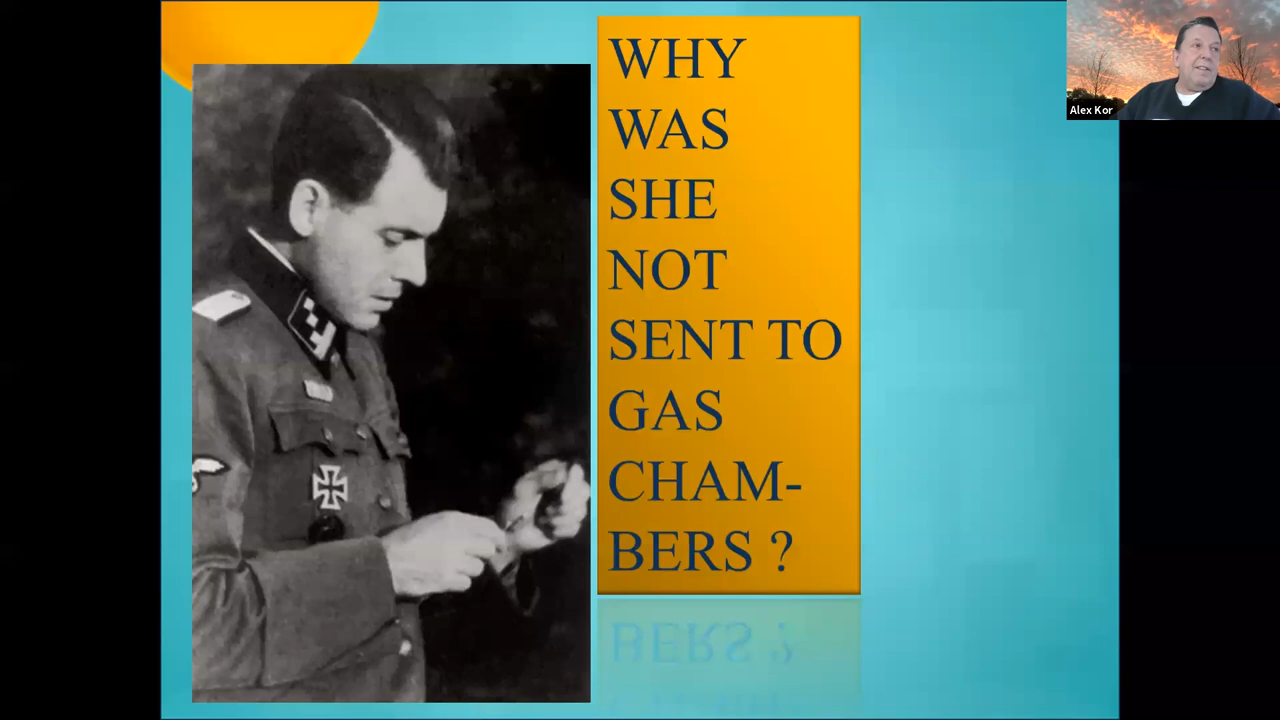 WHY
WAS
SHE
NOT
SENT TO
GAS
CHAM-
BERS ?
Alex Kor